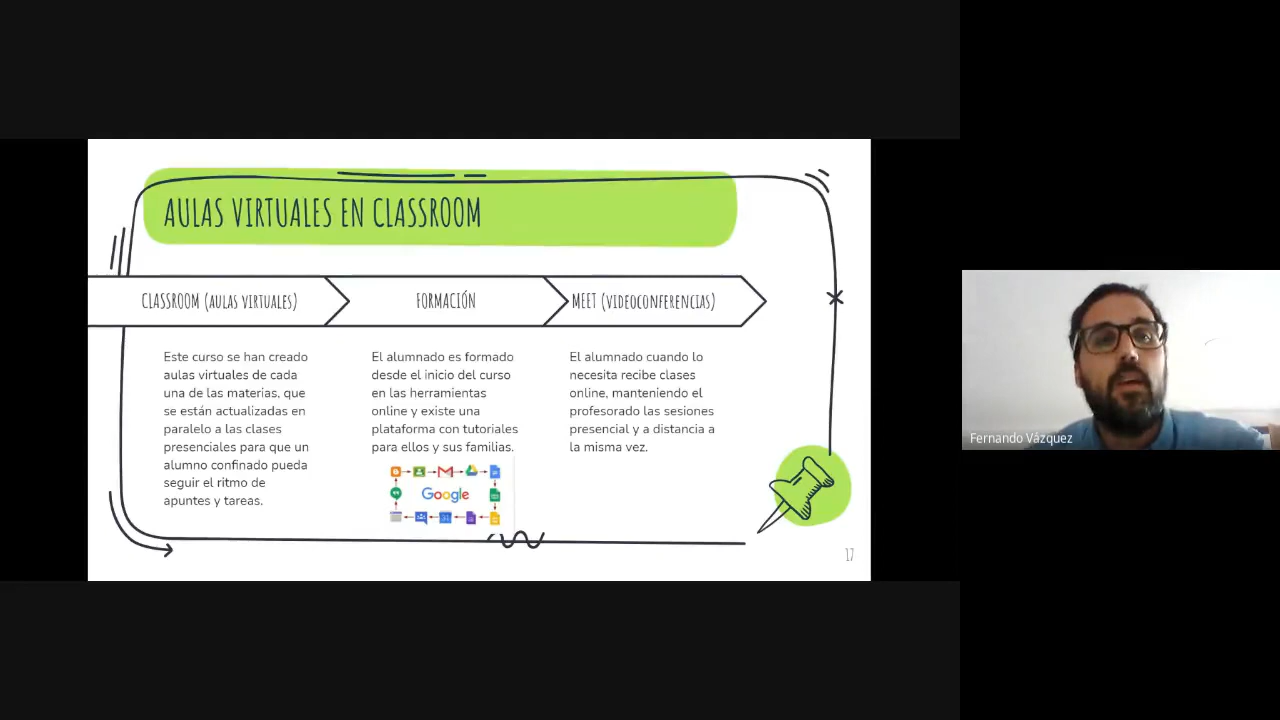 AULAS VIRTUALES EN CLASSROOM
CLASSROOM (AULAS VIRTUALES)
FORMACIÓN
MEET (VIDEOCONFERENCIAS)
Este curso se han creado
aulas virtuales de cada
una de las materias, que
se están actualizadas en
paralelo a las clases
presenciales para que un
alumno confinado pueda
seguir el ritmo de
apuntes y tareas.
El alumnado es formado
desde el inicio del curso
en las herramientas
online y existe una
plataforma con tutoriales
para ellos y sus familias.
Google
El alumnado cuando lo
necesita recibe clases
online, manteniendo el
profesorado las sesiones
presencial y a distancia a
la misma vez.
17
Fernando Vázquez